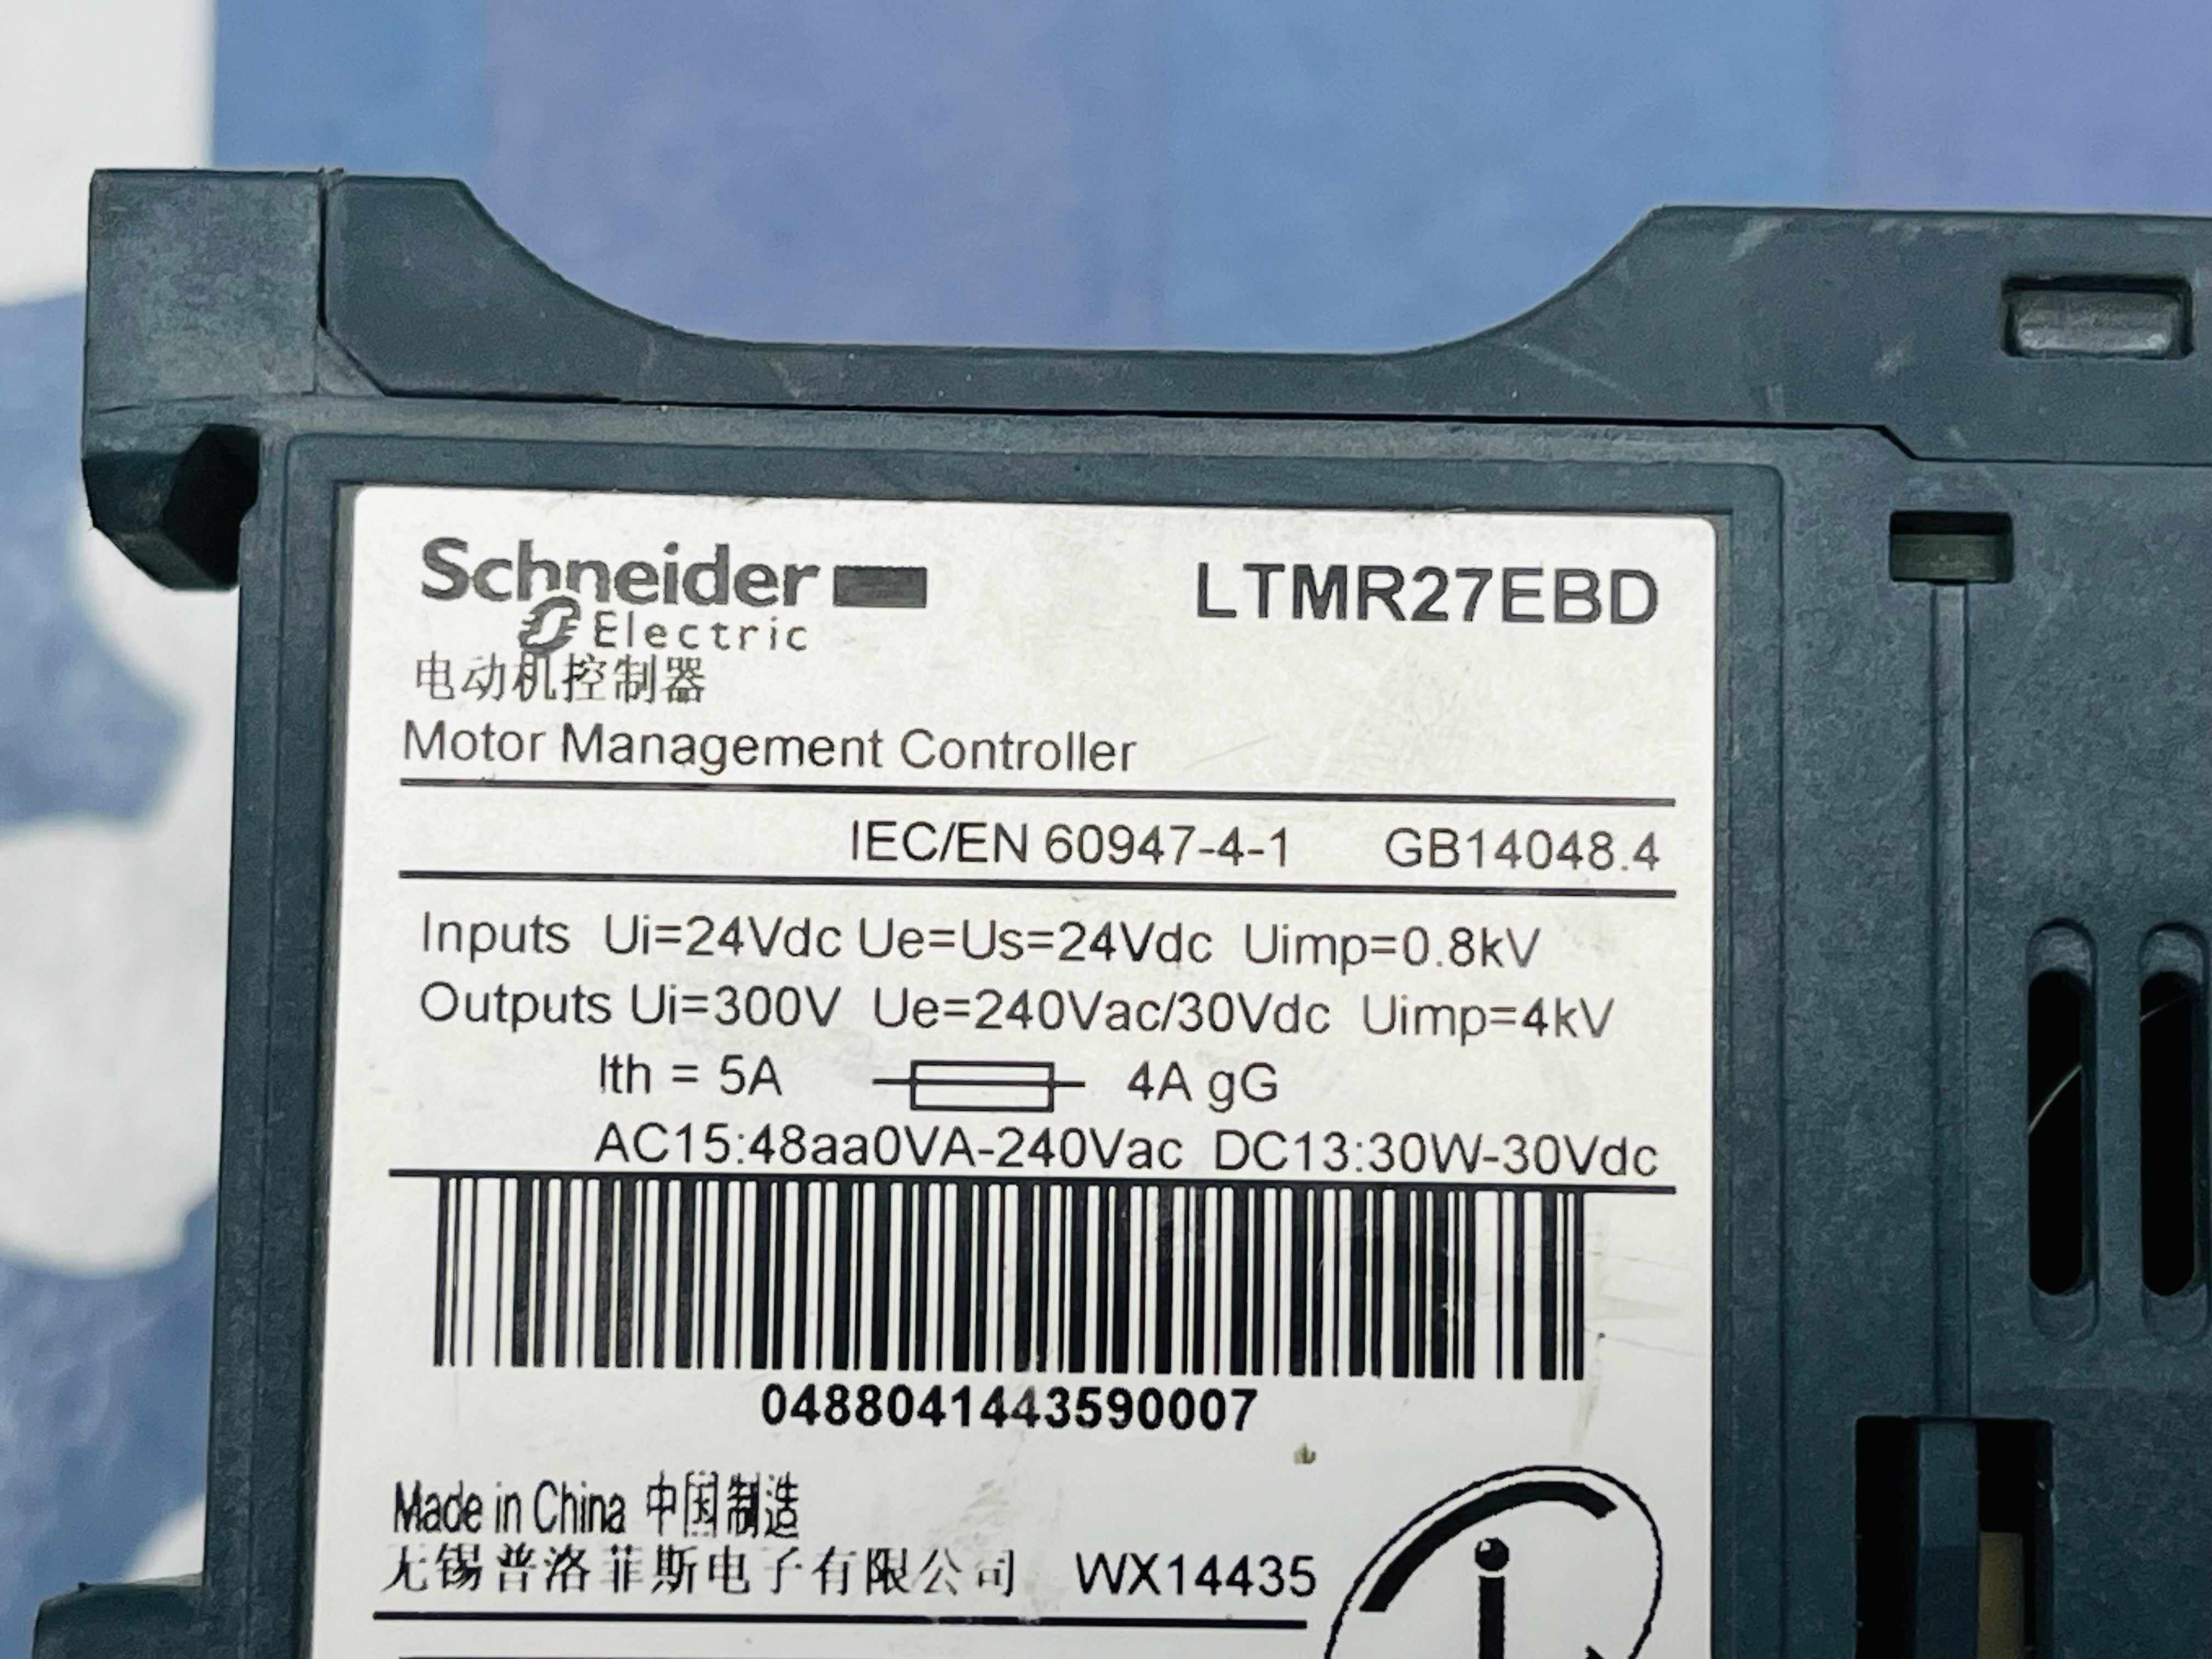 Schneider LTMR27EBD
Electric
电动机控制器
Motor Management Controller
IEC/EN 60947-4-1 GB14048.4
Inputs Ui=24Vdc Ue=Us=24Vdc Uimp=0.8kV
Outputs Ui=300V Ue=240Vac/30Vdc Uimp=4kV
Ith = 5A 4A gG
AC15:48aa0VA-240Vac DC13:30W-30Vdc
0488041443590007
Made in China 中国制造
无锡普洛菲斯电子有限公司 WX14435